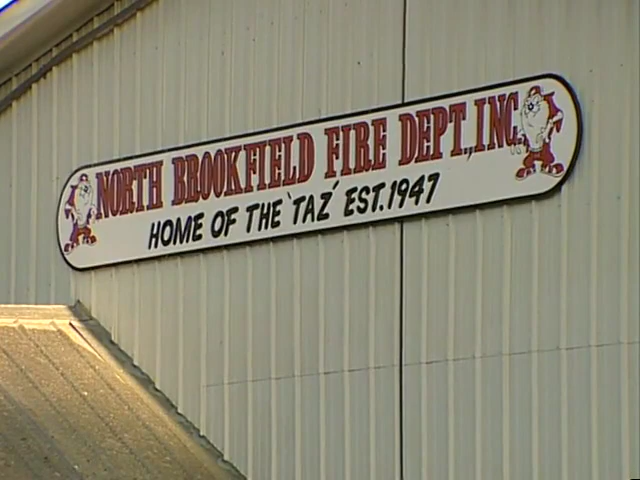 NORTH BROOKFIELD FIRE DEPT., INC.
HOME OF THE 'TAZ' EST. 1947